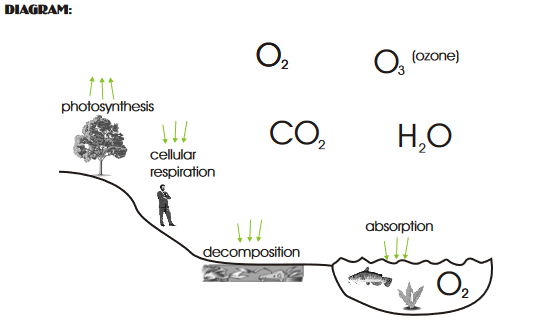 DIAGRAM:
O₂
O₃ (ozone)
photosynthesis
CO₂
H₂O
cellular
respiration
absorption
decomposition
O₂